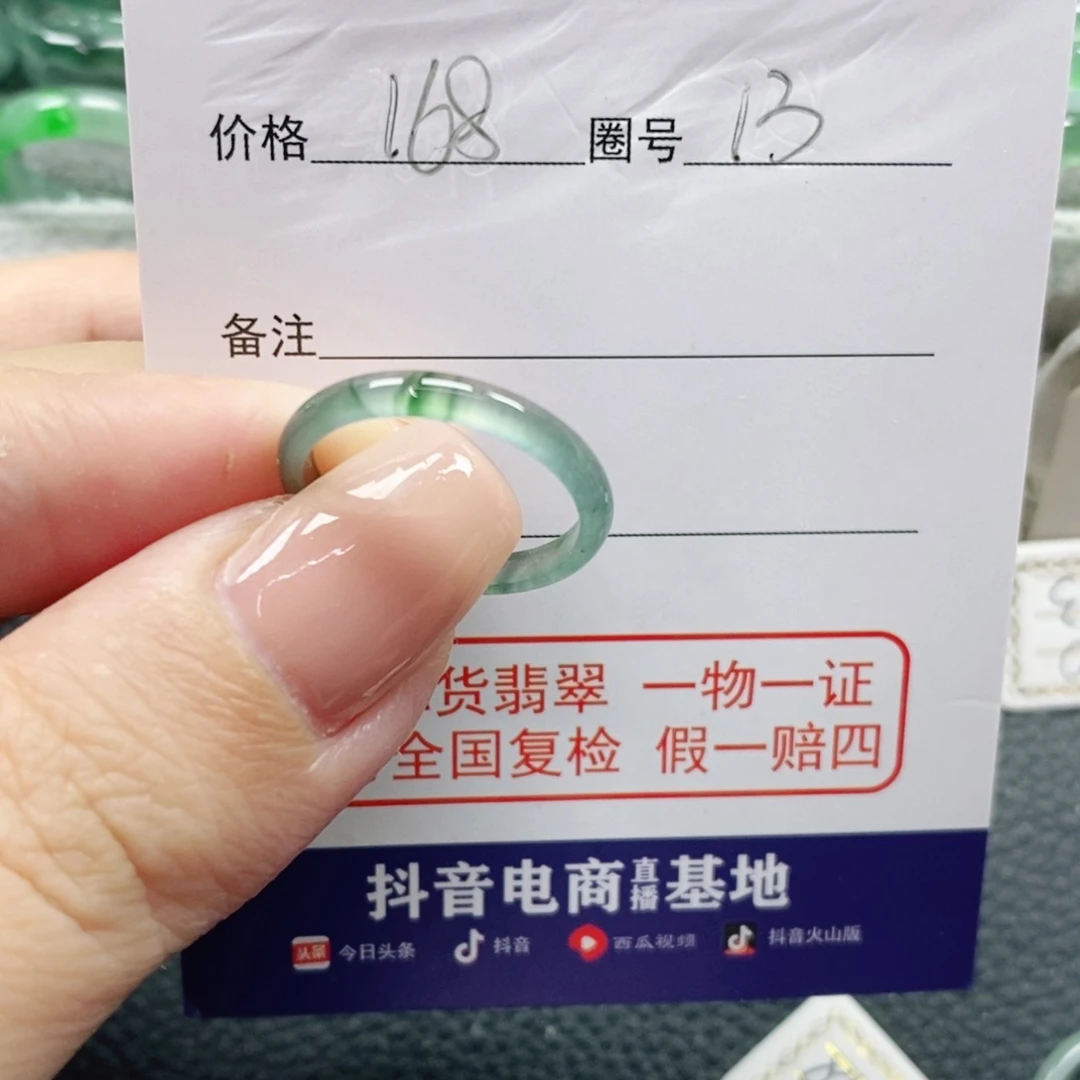 价格 168 圈号 13
备注
货翡翠 一物一证
全国复检 假一赔四
抖音电商直播基地
头条 今日头条 抖音 西瓜视频 抖音火山版